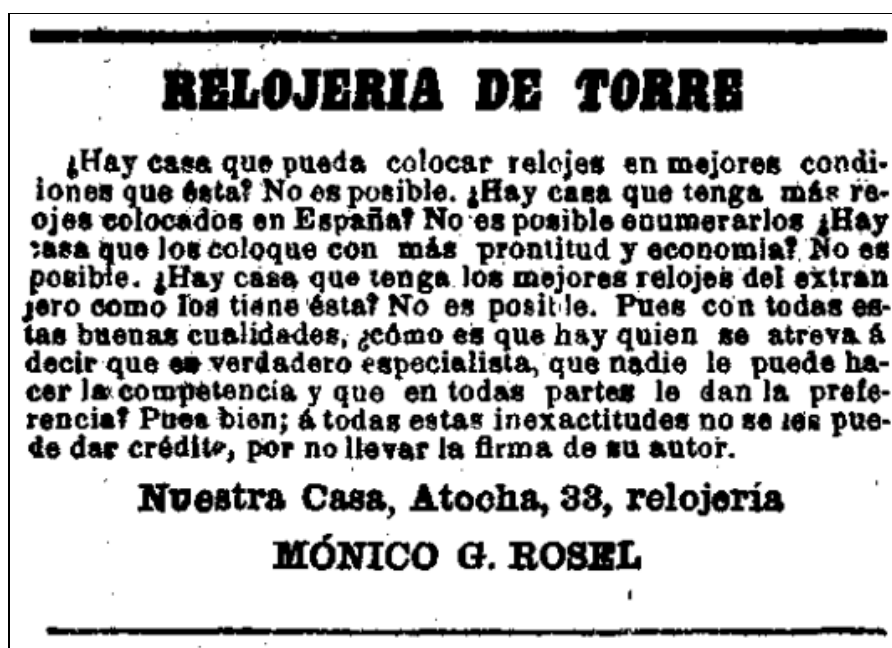 RELOJERIA DE TORRE
¿Hay casa que pueda colocar relojes en mejores condi-
iones que ésta? No es posible. ¿Hay casa que tenga más re-
ojes colocados en España? No es posible enumerarlos ¿Hay
casa que los coloque con más prontitud y economía? No es
posible. ¿Hay casa que tenga los mejores relojes del extran
jero como los tiene ésta? No es posible. Pues con todas es-
tas buenas cualidades, ¿cómo es que hay quien se atreva á
decir que es verdadero especialista, que nadie le puede ha-
cer la competencia y que en todas partes le dan la prefe-
rencia? Pues bien; á todas estas inexactitudes no se les pue-
de dar crédito, por no llevar la firma de su autor.
Nuestra Casa, Atocha, 33, relojería
MÓNICO G. ROSEL